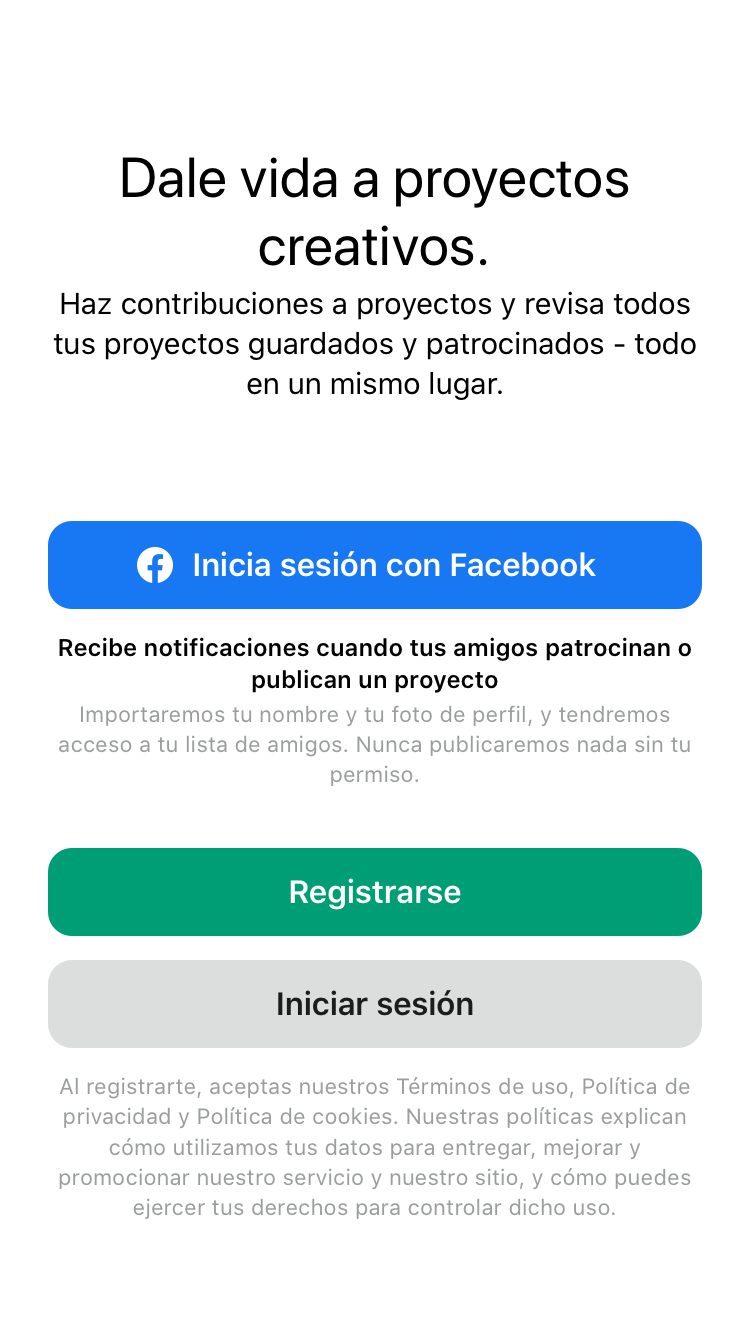 Dale vida a proyectos
creativos.
Haz contribuciones a proyectos y revisa todos
tus proyectos guardados y patrocinados - todo
en un mismo lugar.
Inicia sesión con Facebook
Recibe notificaciones cuando tus amigos patrocinan o
publican un proyecto
Importaremos tu nombre y tu foto de perfil, y tendremos
acceso a tu lista de amigos. Nunca publicaremos nada sin tu
permiso.
Registrarse
Iniciar sesión
Al registrarte, aceptas nuestros Términos de uso, Política de
privacidad y Política de cookies. Nuestras políticas explican
cómo utilizamos tus datos para entregar, mejorar y
promocionar nuestro servicio y nuestro sitio, y cómo puedes
ejercer tus derechos para controlar dicho uso.